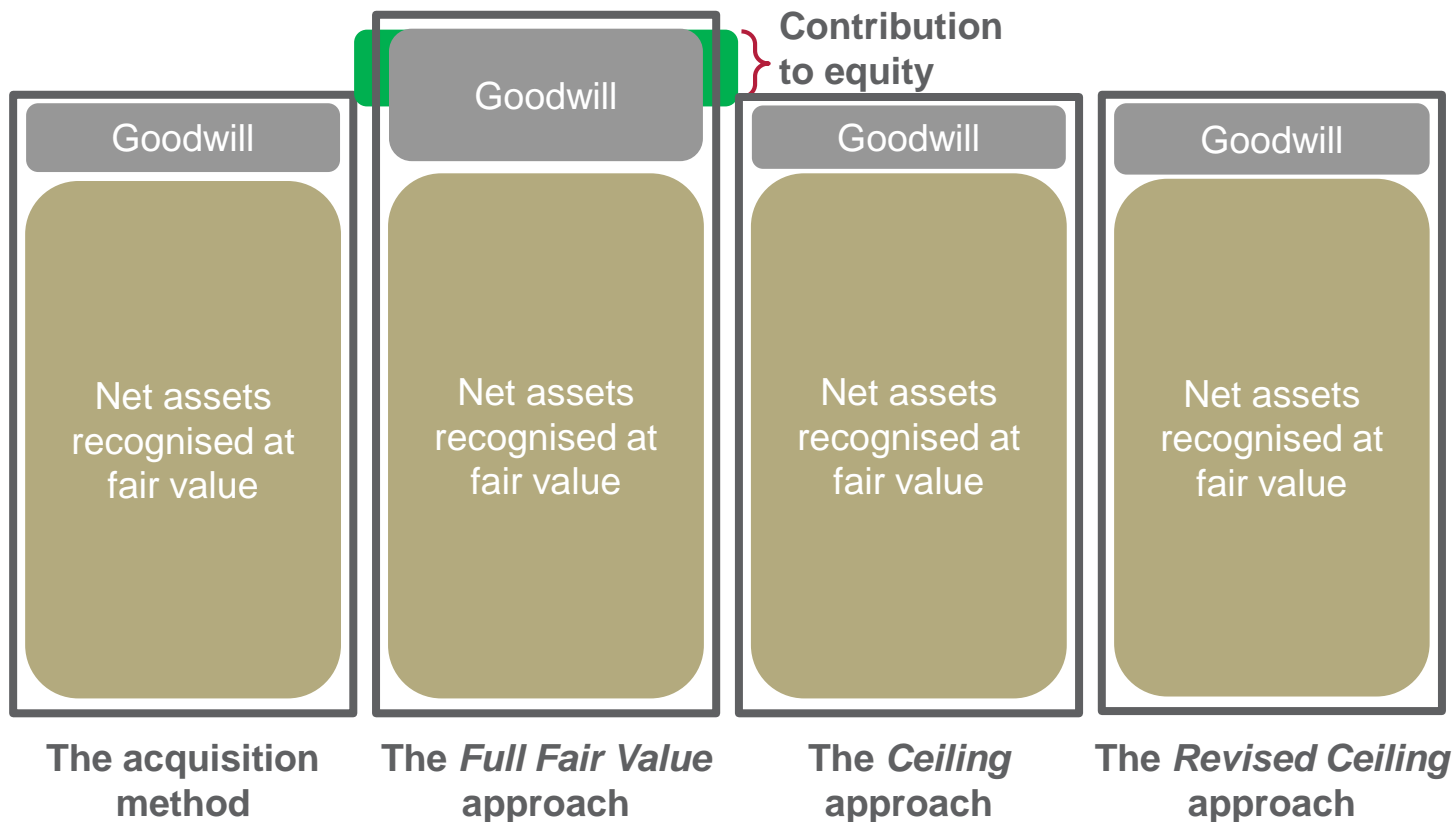 Contribution
to equity
Goodwill
Goodwill
Goodwill
Goodwill
Net assets
recognised at
fair value
Net assets
recognised at
fair value
Net assets
recognised at
fair value
Net assets
recognised at
fair value
The acquisition
method
The Full Fair Value
approach
The Ceiling
approach
The Revised Ceiling
approach